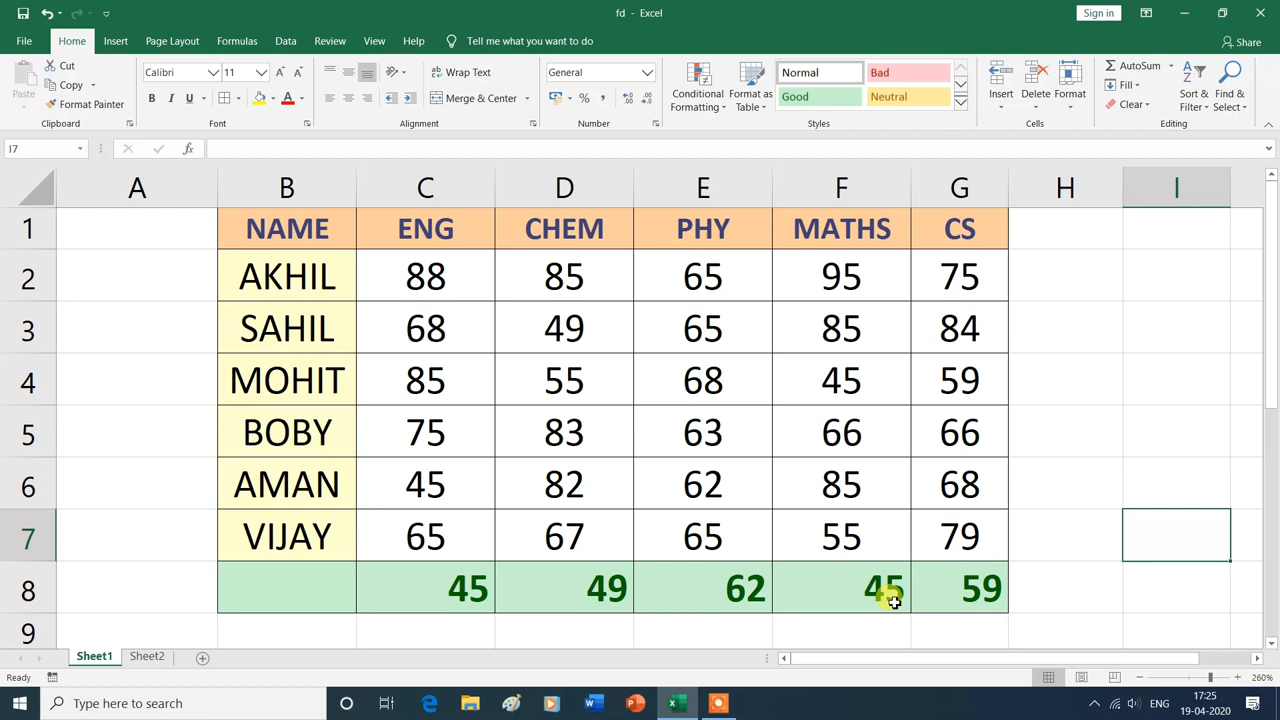 fd - Excel
Sign in
File Home Insert Page Layout Formulas Data Review View Help Tell me what you want to do Share
Cut
Copy
Format Painter
Paste
Clipboard
Calibri 11
B I U
A
Font
Wrap Text
Merge & Center
Alignment
General
%
Number
Conditional Formatting
Format as Table
Normal Bad
Good Neutral
Styles
Insert Delete Format
Cells
AutoSum
Fill
Clear
Sort & Filter
Find & Select
Editing
I7 fx
A B C D E F G H I
1 NAME ENG CHEM PHY MATHS CS
2 AKHIL 88 85 65 95 75
3 SAHIL 68 49 65 85 84
4 MOHIT 85 55 68 45 59
5 BOBY 75 83 63 66 66
6 AMAN 45 82 62 85 68
7 VIJAY 65 67 65 55 79
8 45 49 62 45 59
9
Sheet1 Sheet2
Ready 260%
Type here to search
ENG
17:25
19-04-2020